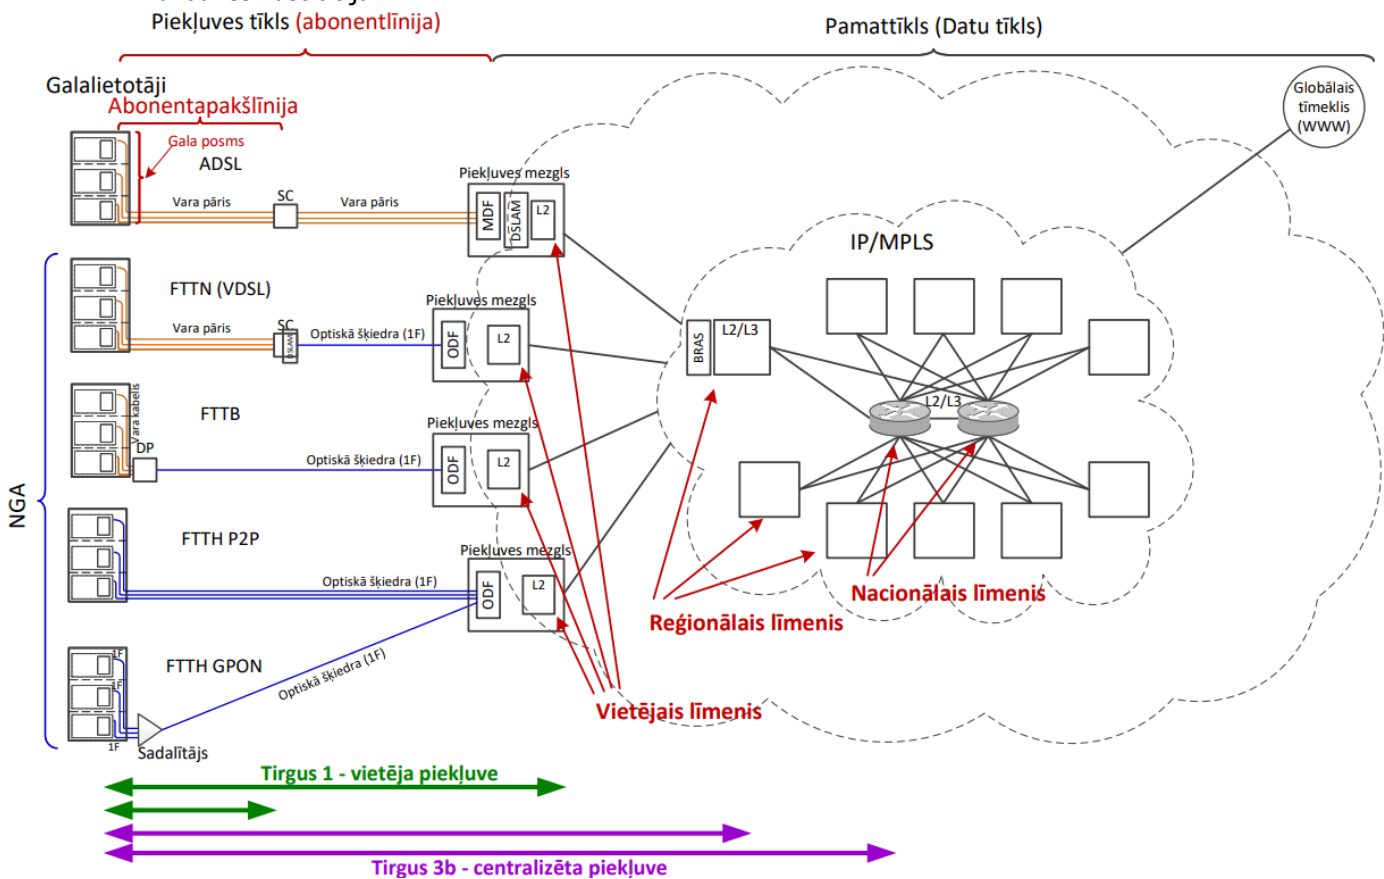 Piekļuves tīkls (abonentlīnija)
Pamattīkls (Datu tīkls)
Galalietotāji
Abonentapakšlīnija
Gala posms
ADSL
Vara pāris
SC
Vara pāris
Piekļuves mezgls
MDF
DSLAM
L2
Globālais
tīmeklis
(WWW)
IP/MPLS
NGA
FTTN (VDSL)
Vara pāris
SC
DSLAM
Optiskā šķiedra (1F)
Piekļuves mezgls
ODF
L2
BRAS
L2/L3
L2/L3
FTTB
Vara kabelis
DP
Optiskā šķiedra (1F)
Piekļuves mezgls
ODF
L2
FTTH P2P
Optiskā šķiedra (1F)
Piekļuves mezgls
ODF
L2
Reģionālais līmenis
Nacionālais līmenis
FTTH GPON
1F
1F
1F
Optiskā šķiedra (1F)
Sadalītājs
Vietējais līmenis
Tirgus 1 - vietēja piekļuve
Tirgus 3b - centralizēta piekļuve